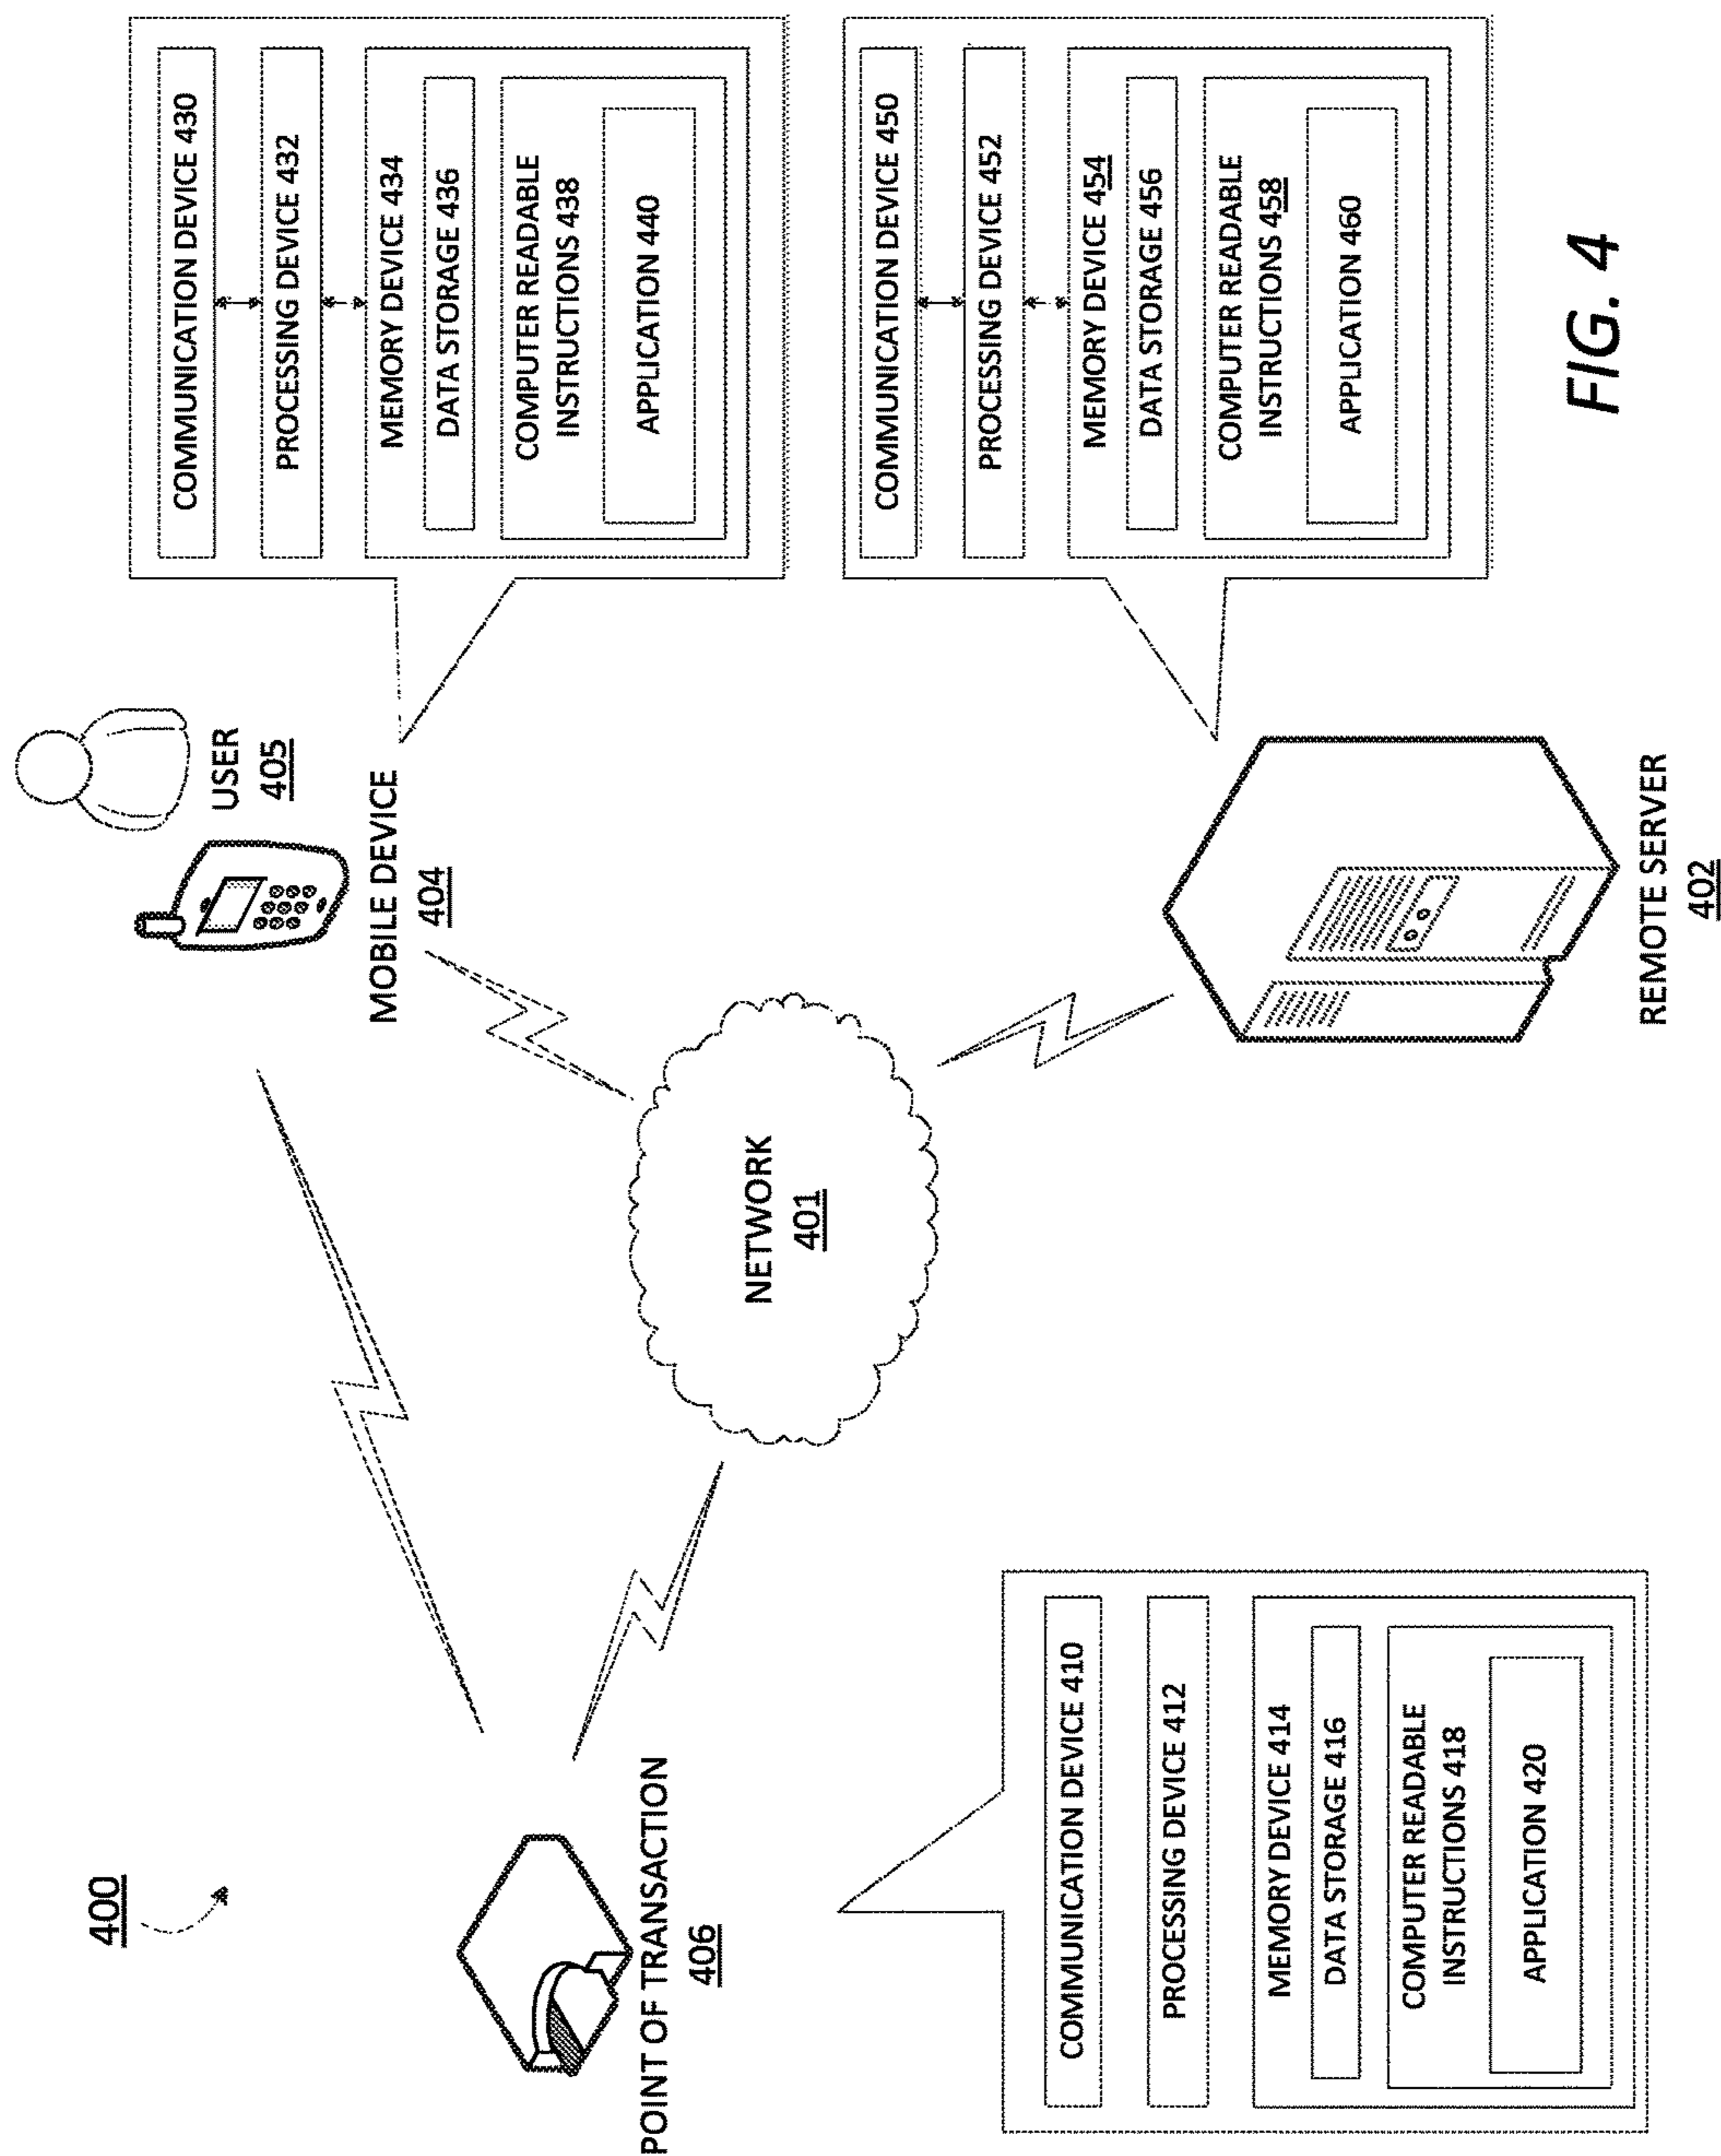 400
POINT OF TRANSACTION
406
COMMUNICATION DEVICE 410
PROCESSING DEVICE 412
MEMORY DEVICE 414
DATA STORAGE 416
COMPUTER READABLE
INSTRUCTIONS 418
APPLICATION 420
NETWORK
401
USER
405
MOBILE DEVICE
404
COMMUNICATION DEVICE 430
PROCESSING DEVICE 432
MEMORY DEVICE 434
DATA STORAGE 436
COMPUTER READABLE
INSTRUCTIONS 438
APPLICATION 440
REMOTE SERVER
402
COMMUNICATION DEVICE 450
PROCESSING DEVICE 452
MEMORY DEVICE 454
DATA STORAGE 456
COMPUTER READABLE
INSTRUCTIONS 458
APPLICATION 460
FIG. 4